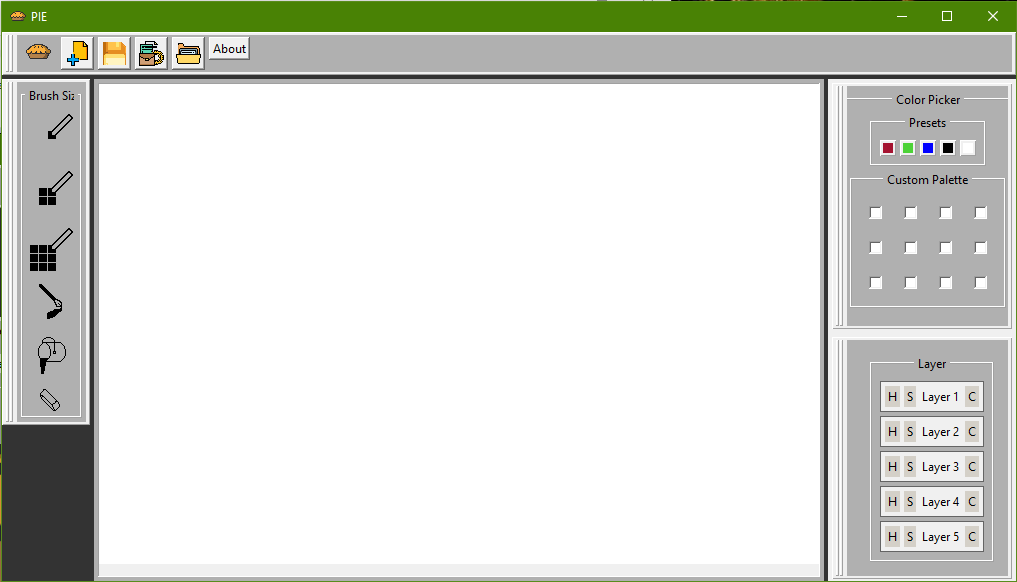 PIE
About
Brush Siz
Color Picker
Presets
Custom Palette
Layer
H S Layer 1 C
H S Layer 2 C
H S Layer 3 C
H S Layer 4 C
H S Layer 5 C